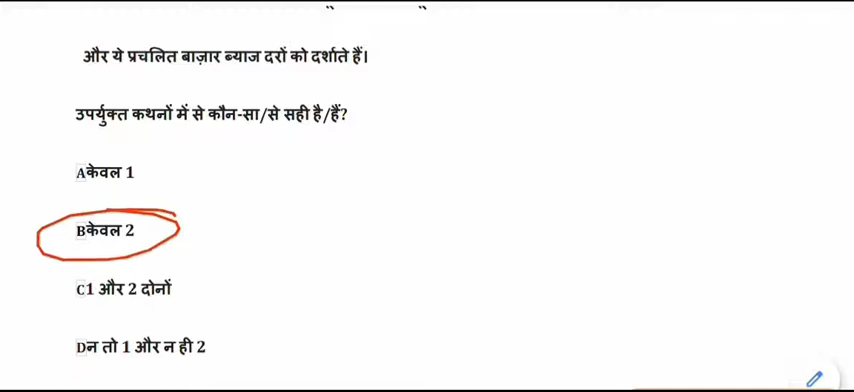 और ये प्रचलित बाज़ार ब्याज दरों को दर्शाते हैं।
उपर्युक्त कथनों में से कौन-सा/से सही है/हैं?
Aकेवल 1
Bकेवल 2
C1 और 2 दोनों
Dन तो 1 और न ही 2